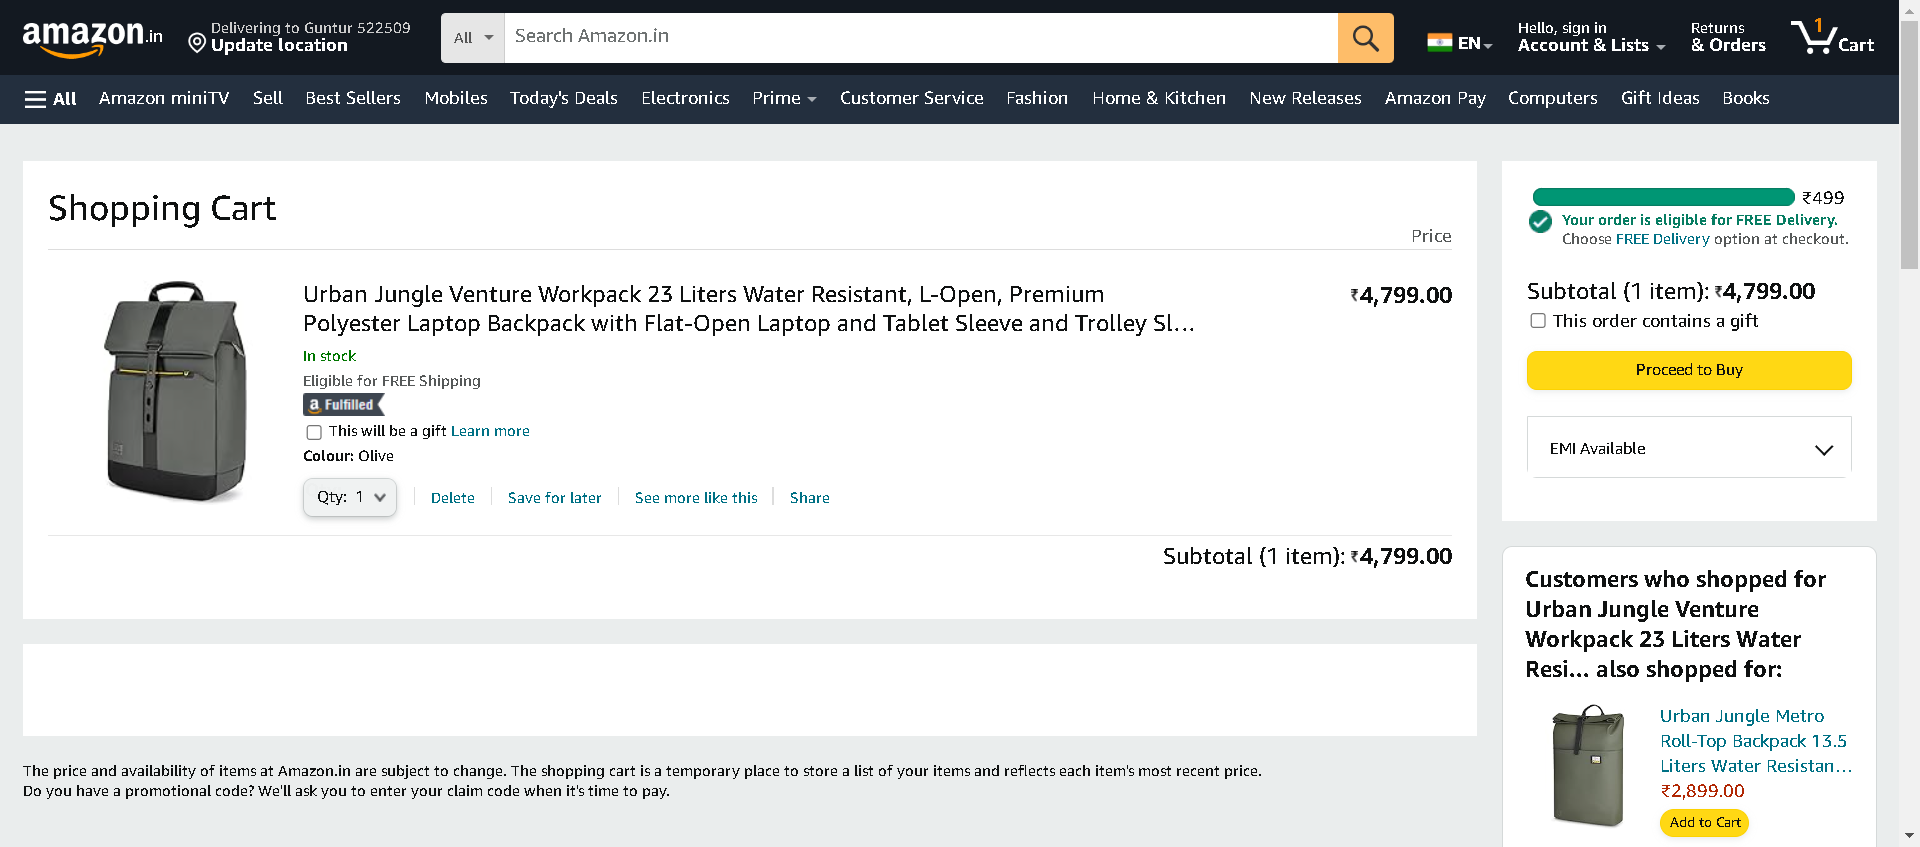 amazon.in
Delivering to Guntur 522509
Update location
All
Search Amazon.in
EN
Hello, sign in
Account & Lists
Returns
& Orders
1
Cart
All
Amazon miniTV
Sell
Best Sellers
Mobiles
Today's Deals
Electronics
Prime
Customer Service
Fashion
Home & Kitchen
New Releases
Amazon Pay
Computers
Gift Ideas
Books
Shopping Cart
Price
Urban Jungle Venture Workpack 23 Liters Water Resistant, L-Open, Premium
Polyester Laptop Backpack with Flat-Open Laptop and Tablet Sleeve and Trolley Sl…
₹4,799.00
In stock
Eligible for FREE Shipping
a Fulfilled
This will be a gift Learn more
Colour: Olive
Qty: 1
Delete
Save for later
See more like this
Share
Subtotal (1 item): ₹4,799.00
The price and availability of items at Amazon.in are subject to change. The shopping cart is a temporary place to store a list of your items and reflects each item's most recent price.
Do you have a promotional code? We'll ask you to enter your claim code when it's time to pay.
₹499
Your order is eligible for FREE Delivery.
Choose FREE Delivery option at checkout.
Subtotal (1 item): ₹4,799.00
This order contains a gift
Proceed to Buy
EMI Available
Customers who shopped for
Urban Jungle Venture
Workpack 23 Liters Water
Resi… also shopped for:
Urban Jungle Metro
Roll-Top Backpack 13.5
Liters Water Resistan…
₹2,899.00
Add to Cart